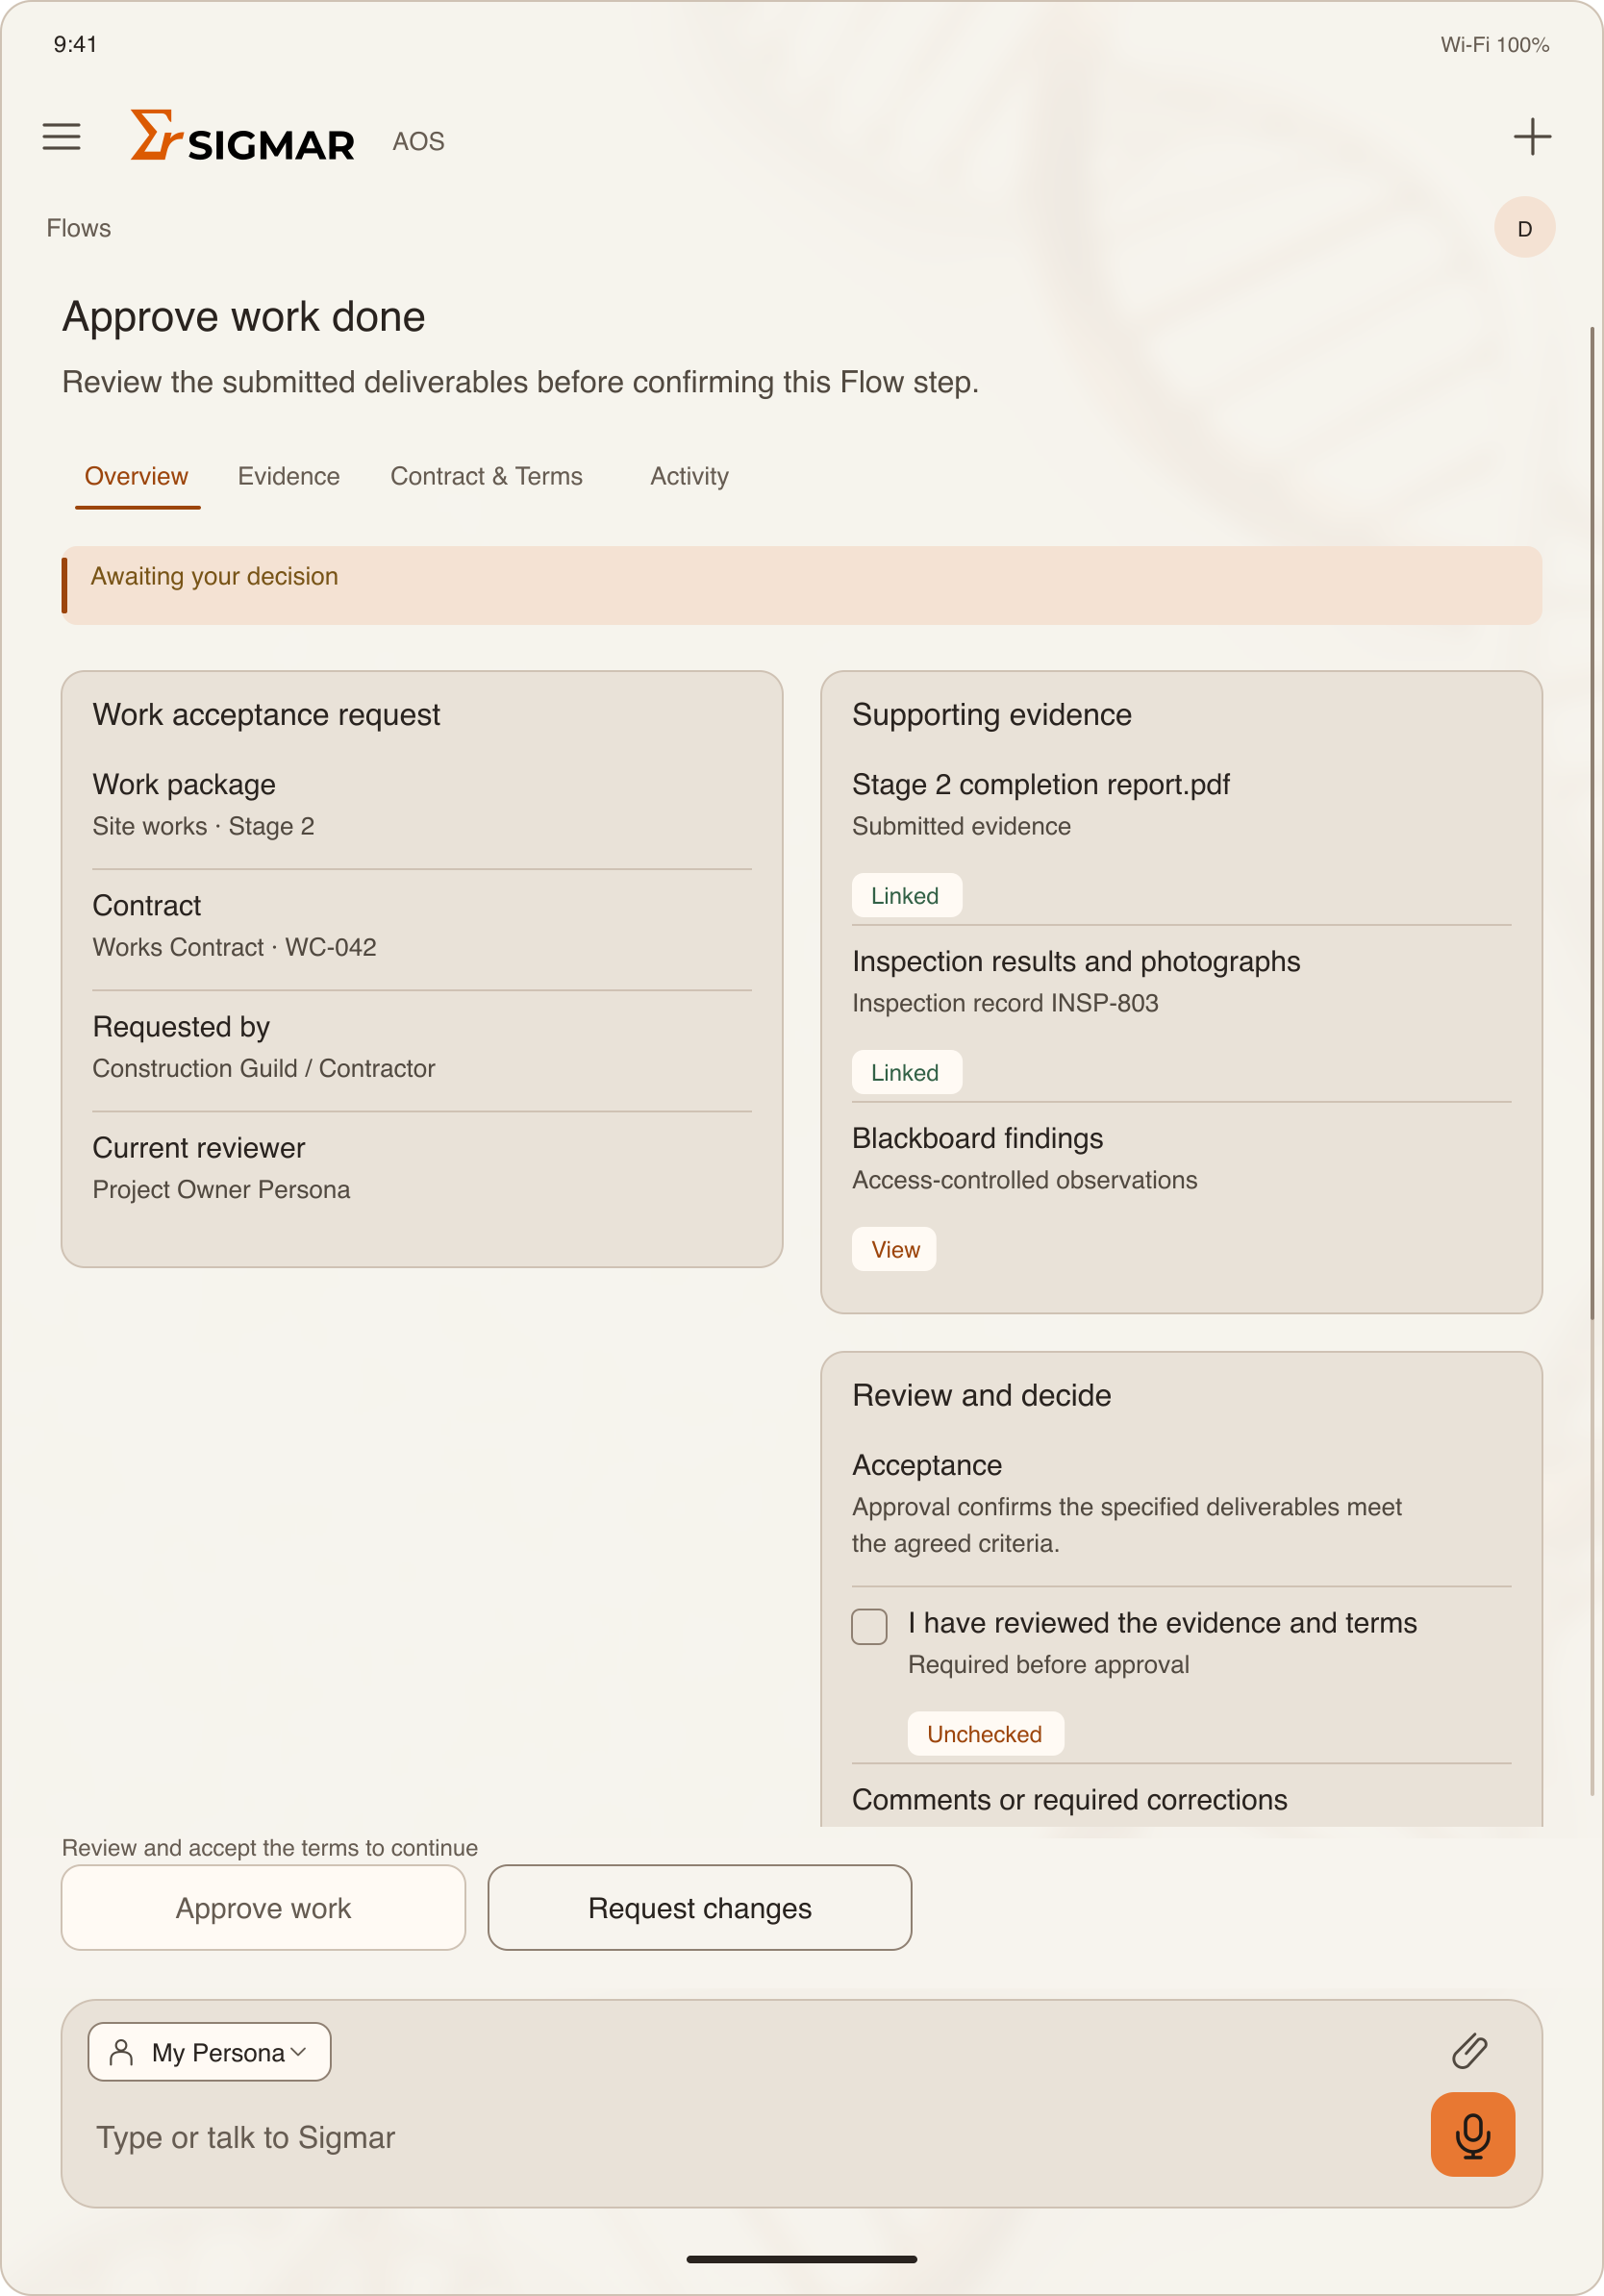 9:41
Wi-Fi 100%
Σr SIGMAR AOS
Flows
D
Approve work done
Review the submitted deliverables before confirming this Flow step.
Overview
Evidence
Contract & Terms
Activity
Awaiting your decision
Work acceptance request
Work package
Site works · Stage 2
Contract
Works Contract · WC-042
Requested by
Construction Guild / Contractor
Current reviewer
Project Owner Persona
Supporting evidence
Stage 2 completion report.pdf
Submitted evidence
Linked
Inspection results and photographs
Inspection record INSP-803
Linked
Blackboard findings
Access-controlled observations
View
Review and decide
Acceptance
Approval confirms the specified deliverables meet
the agreed criteria.
I have reviewed the evidence and terms
Required before approval
Unchecked
Comments or required corrections
Review and accept the terms to continue
Approve work
Request changes
My Persona
Type or talk to Sigmar